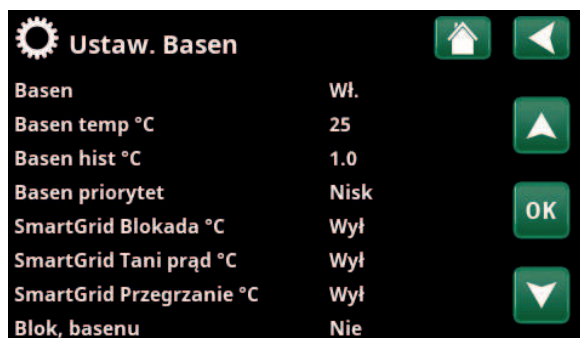 Ustaw. Basen
Basen Wł.
Basen temp °C 25
Basen hist °C 1.0
Basen priorytet Nisk
OK
SmartGrid Blokada °C Wył
SmartGrid Tani prąd °C Wył
SmartGrid Przegrzanie °C Wył
Blok, basenu Nie